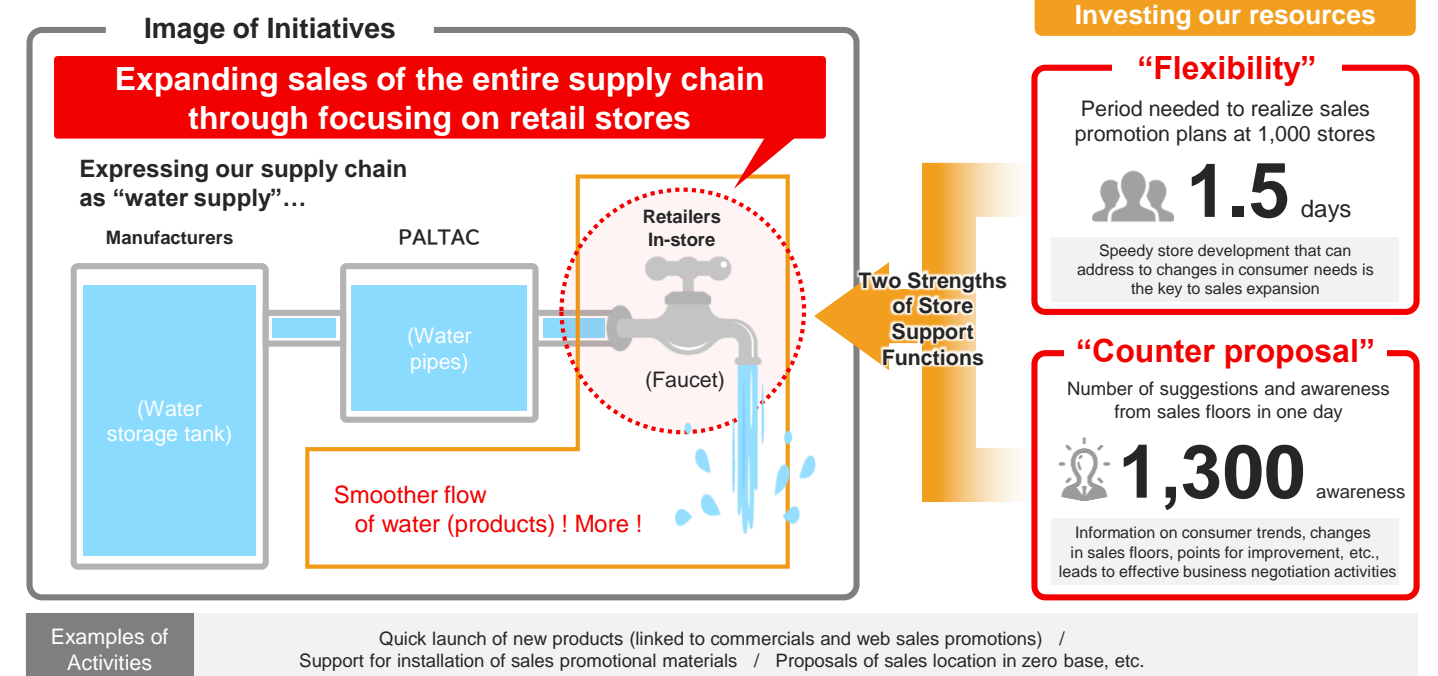 Image of Initiatives
Expanding sales of the entire supply chain
through focusing on retail stores
Expressing our supply chain
as “water supply”…
Manufacturers
PALTAC
Retailers
In-store
(Water
storage tank)
(Water
pipes)
(Faucet)
Smoother flow
of water (products) ! More !
Two Strengths
of Store
Support
Functions
Investing our resources
“Flexibility”
Period needed to realize sales
promotion plans at 1,000 stores
1.5 days
Speedy store development that can
address to changes in consumer needs is
the key to sales expansion
“Counter proposal”
Number of suggestions and awareness
from sales floors in one day
1,300 awareness
Information on consumer trends, changes
in sales floors, points for improvement, etc.,
leads to effective business negotiation activities
Examples of
Activities
Quick launch of new products (linked to commercials and web sales promotions) /
Support for installation of sales promotional materials / Proposals of sales location in zero base, etc.